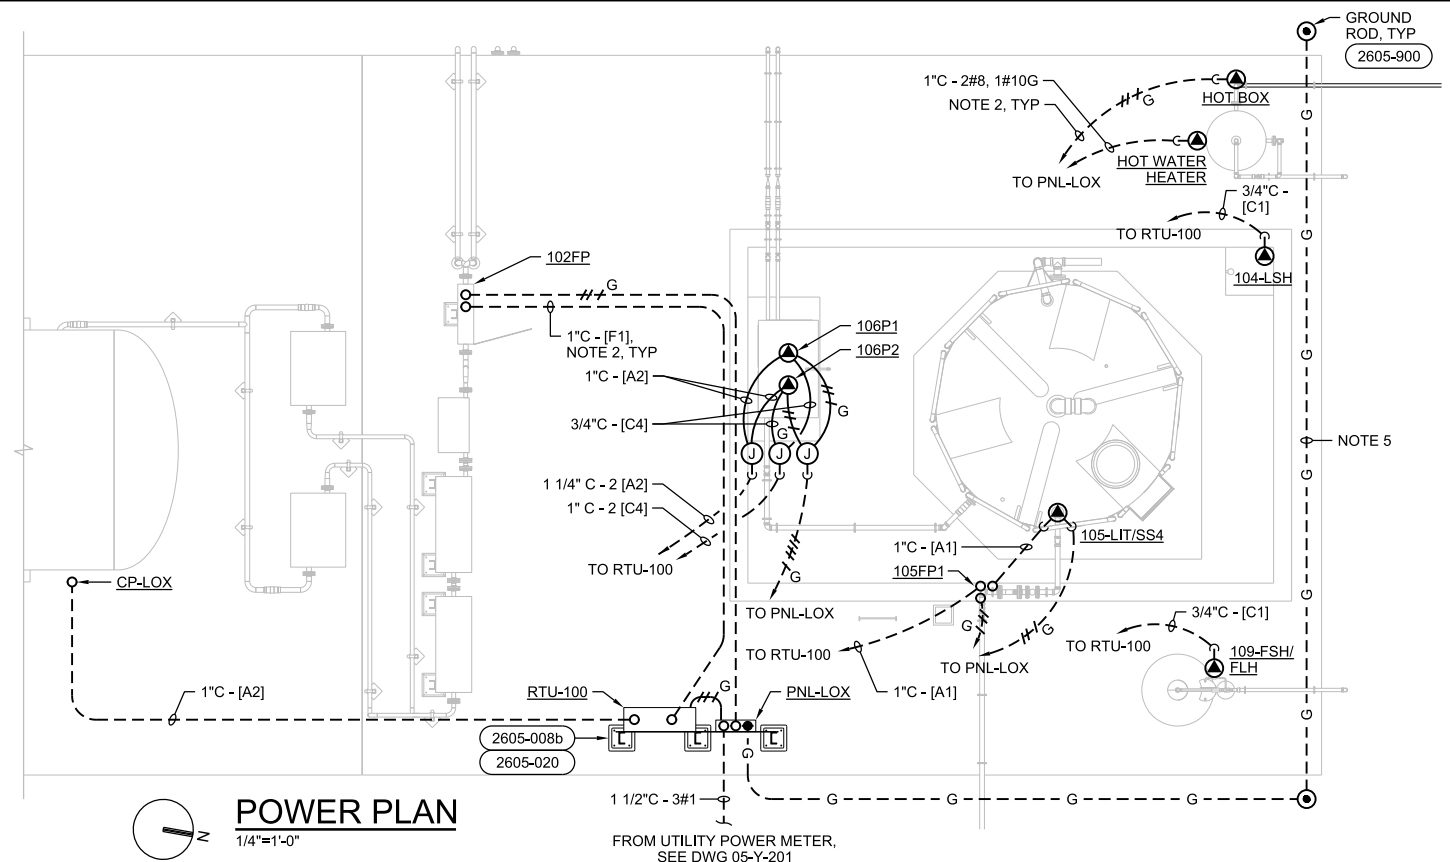 GROUND
ROD, TYP
2605-900
1"C - 2#8, 1#10G
NOTE 2, TYP
G
HOT BOX
G
HOT WATER
HEATER
TO PNL-LOX
G
3/4"C -
[C1]
TO RTU-100
G
104-LSH
102FP
G
1"C - [F1],
NOTE 2, TYP
106P1
106P2
G
1"C - [A2]
3/4"C - [C4]
G
G
G
J
J
J
NOTE 5
1 1/4" C - 2 [A2]
1" C - 2 [C4]
G
TO RTU-100
G
TO PNL-LOX
105-LIT/SS4
1"C - [A1]
105FP1
G
G
G
TO RTU-100
TO PNL-LOX
1"C - [A1]
CP-LOX
1"C - [A2]
3/4"C - [C1]
TO RTU-100
109-FSH/
FLH
G
G
RTU-100
G
PNL-LOX
2605-008b
2605-020
G
G
1 1/2"C - 3#1
G
G
G
G
FROM UTILITY POWER METER,
SEE DWG 05-Y-201
N
POWER PLAN
1/4"=1'-0"